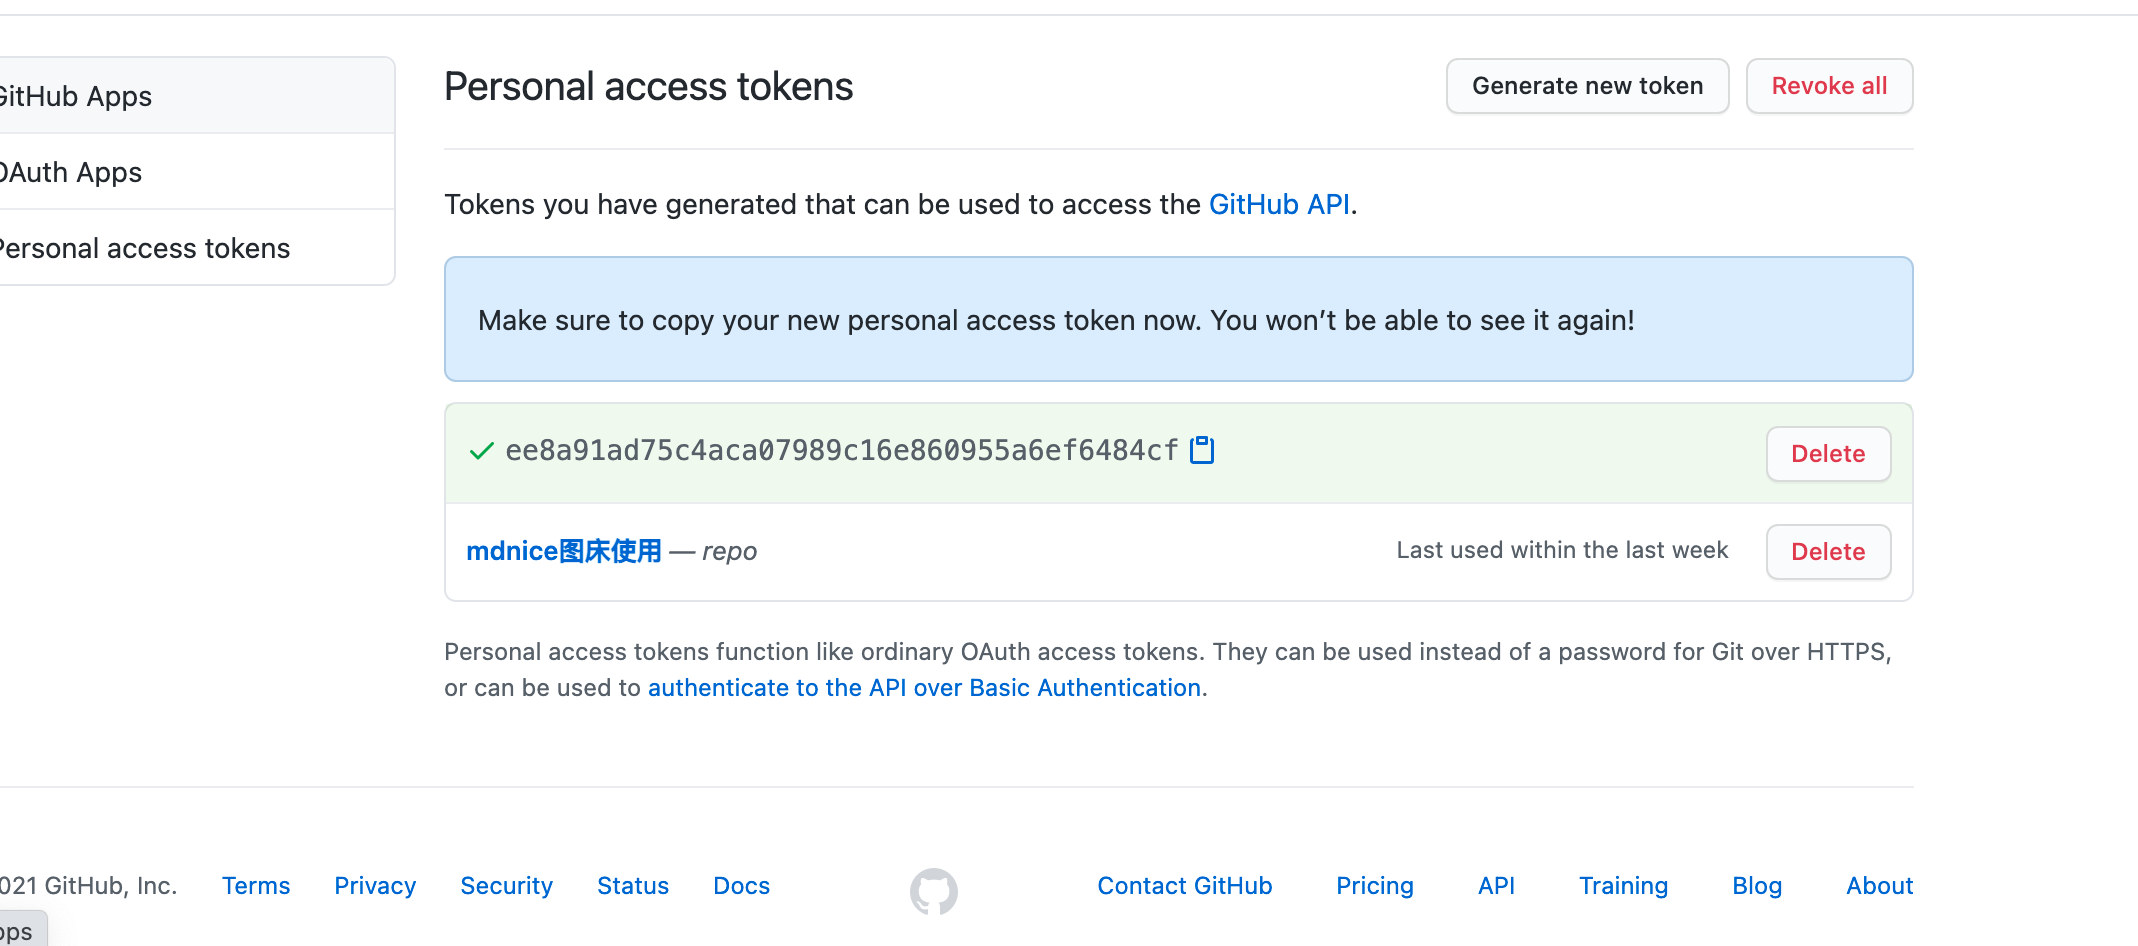 GitHub Apps
OAuth Apps
Personal access tokens
Personal access tokens
Generate new token
Revoke all
Tokens you have generated that can be used to access the GitHub API.
Make sure to copy your new personal access token now. You won’t be able to see it again!
ee8a91ad75c4aca07989c16e860955a6ef6484cf
Delete
mdnice图床使用 — repo
Last used within the last week
Delete
Personal access tokens function like ordinary OAuth access tokens. They can be used instead of a password for Git over HTTPS,
or can be used to authenticate to the API over Basic Authentication.
021 GitHub, Inc.
Terms
Privacy
Security
Status
Docs
Contact GitHub
Pricing
API
Training
Blog
About